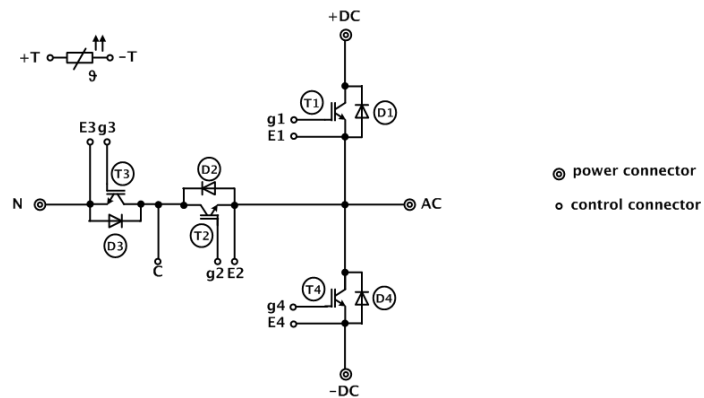 +DC
+T
-T
ϑ
T1
D1
g1
E1
E3 g3
T3
D2
N
AC
D3
T2
C
g2 E2
T4
D4
g4
E4
-DC
power connector
control connector